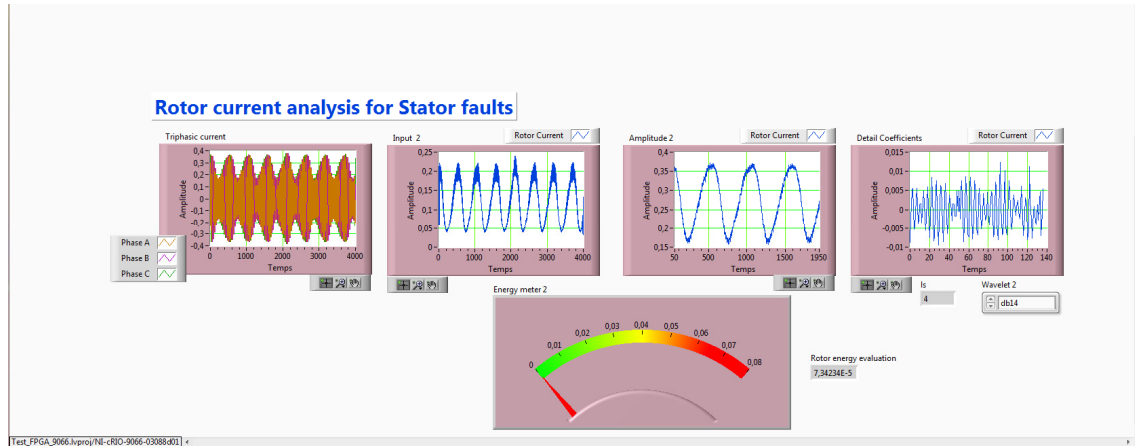 Rotor current analysis for Stator faults
Triphasic current
0,4
0,3
0,2
0,1
0
-0,1
-0,2
-0,3
-0,4
Amplitude
0 1000 2000 3000 4000
Temps
Phase A
Phase B
Phase C
Input 2
Rotor Current
0,25
0,2
0,15
0,1
0,05
0
Amplitude
0 1000 2000 3000 4000
Temps
Amplitude 2
Rotor Current
0,4
0,35
0,3
0,25
0,2
0,15
Amplitude
50 500 1000 1500 1950
Temps
Detail Coefficients
Rotor Current
0,015
0,01
0,005
0
-0,005
-0,01
Amplitude
0 20 40 60 80 100 120 140
Temps
Is
4
Wavelet 2
db14
Energy meter 2
0 0,01 0,02 0,03 0,04 0,05 0,06 0,07 0,08
Rotor energy evaluation
7,34234E-5
Test_FPGA_9066.lvproj/NI-cRIO-9066-03088d01